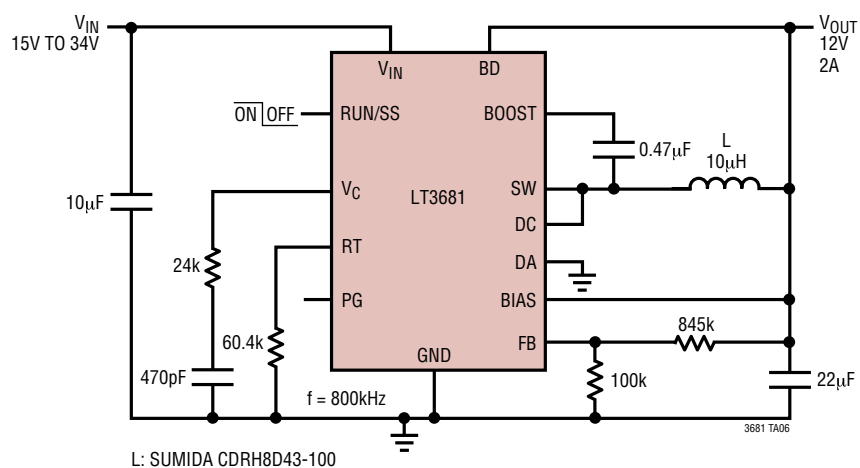 VIN
15V TO 34V
VOUT
12V
2A
VIN
BD
ON OFF
RUN/SS
BOOST
0.47µF
L
10µH
10µF
VC
LT3681
SW
DC
24k
RT
DA
PG
BIAS
60.4k
845k
FB
GND
470pF
f = 800kHz
100k
22µF
3681 TA06
L: SUMIDA CDRH8D43-100